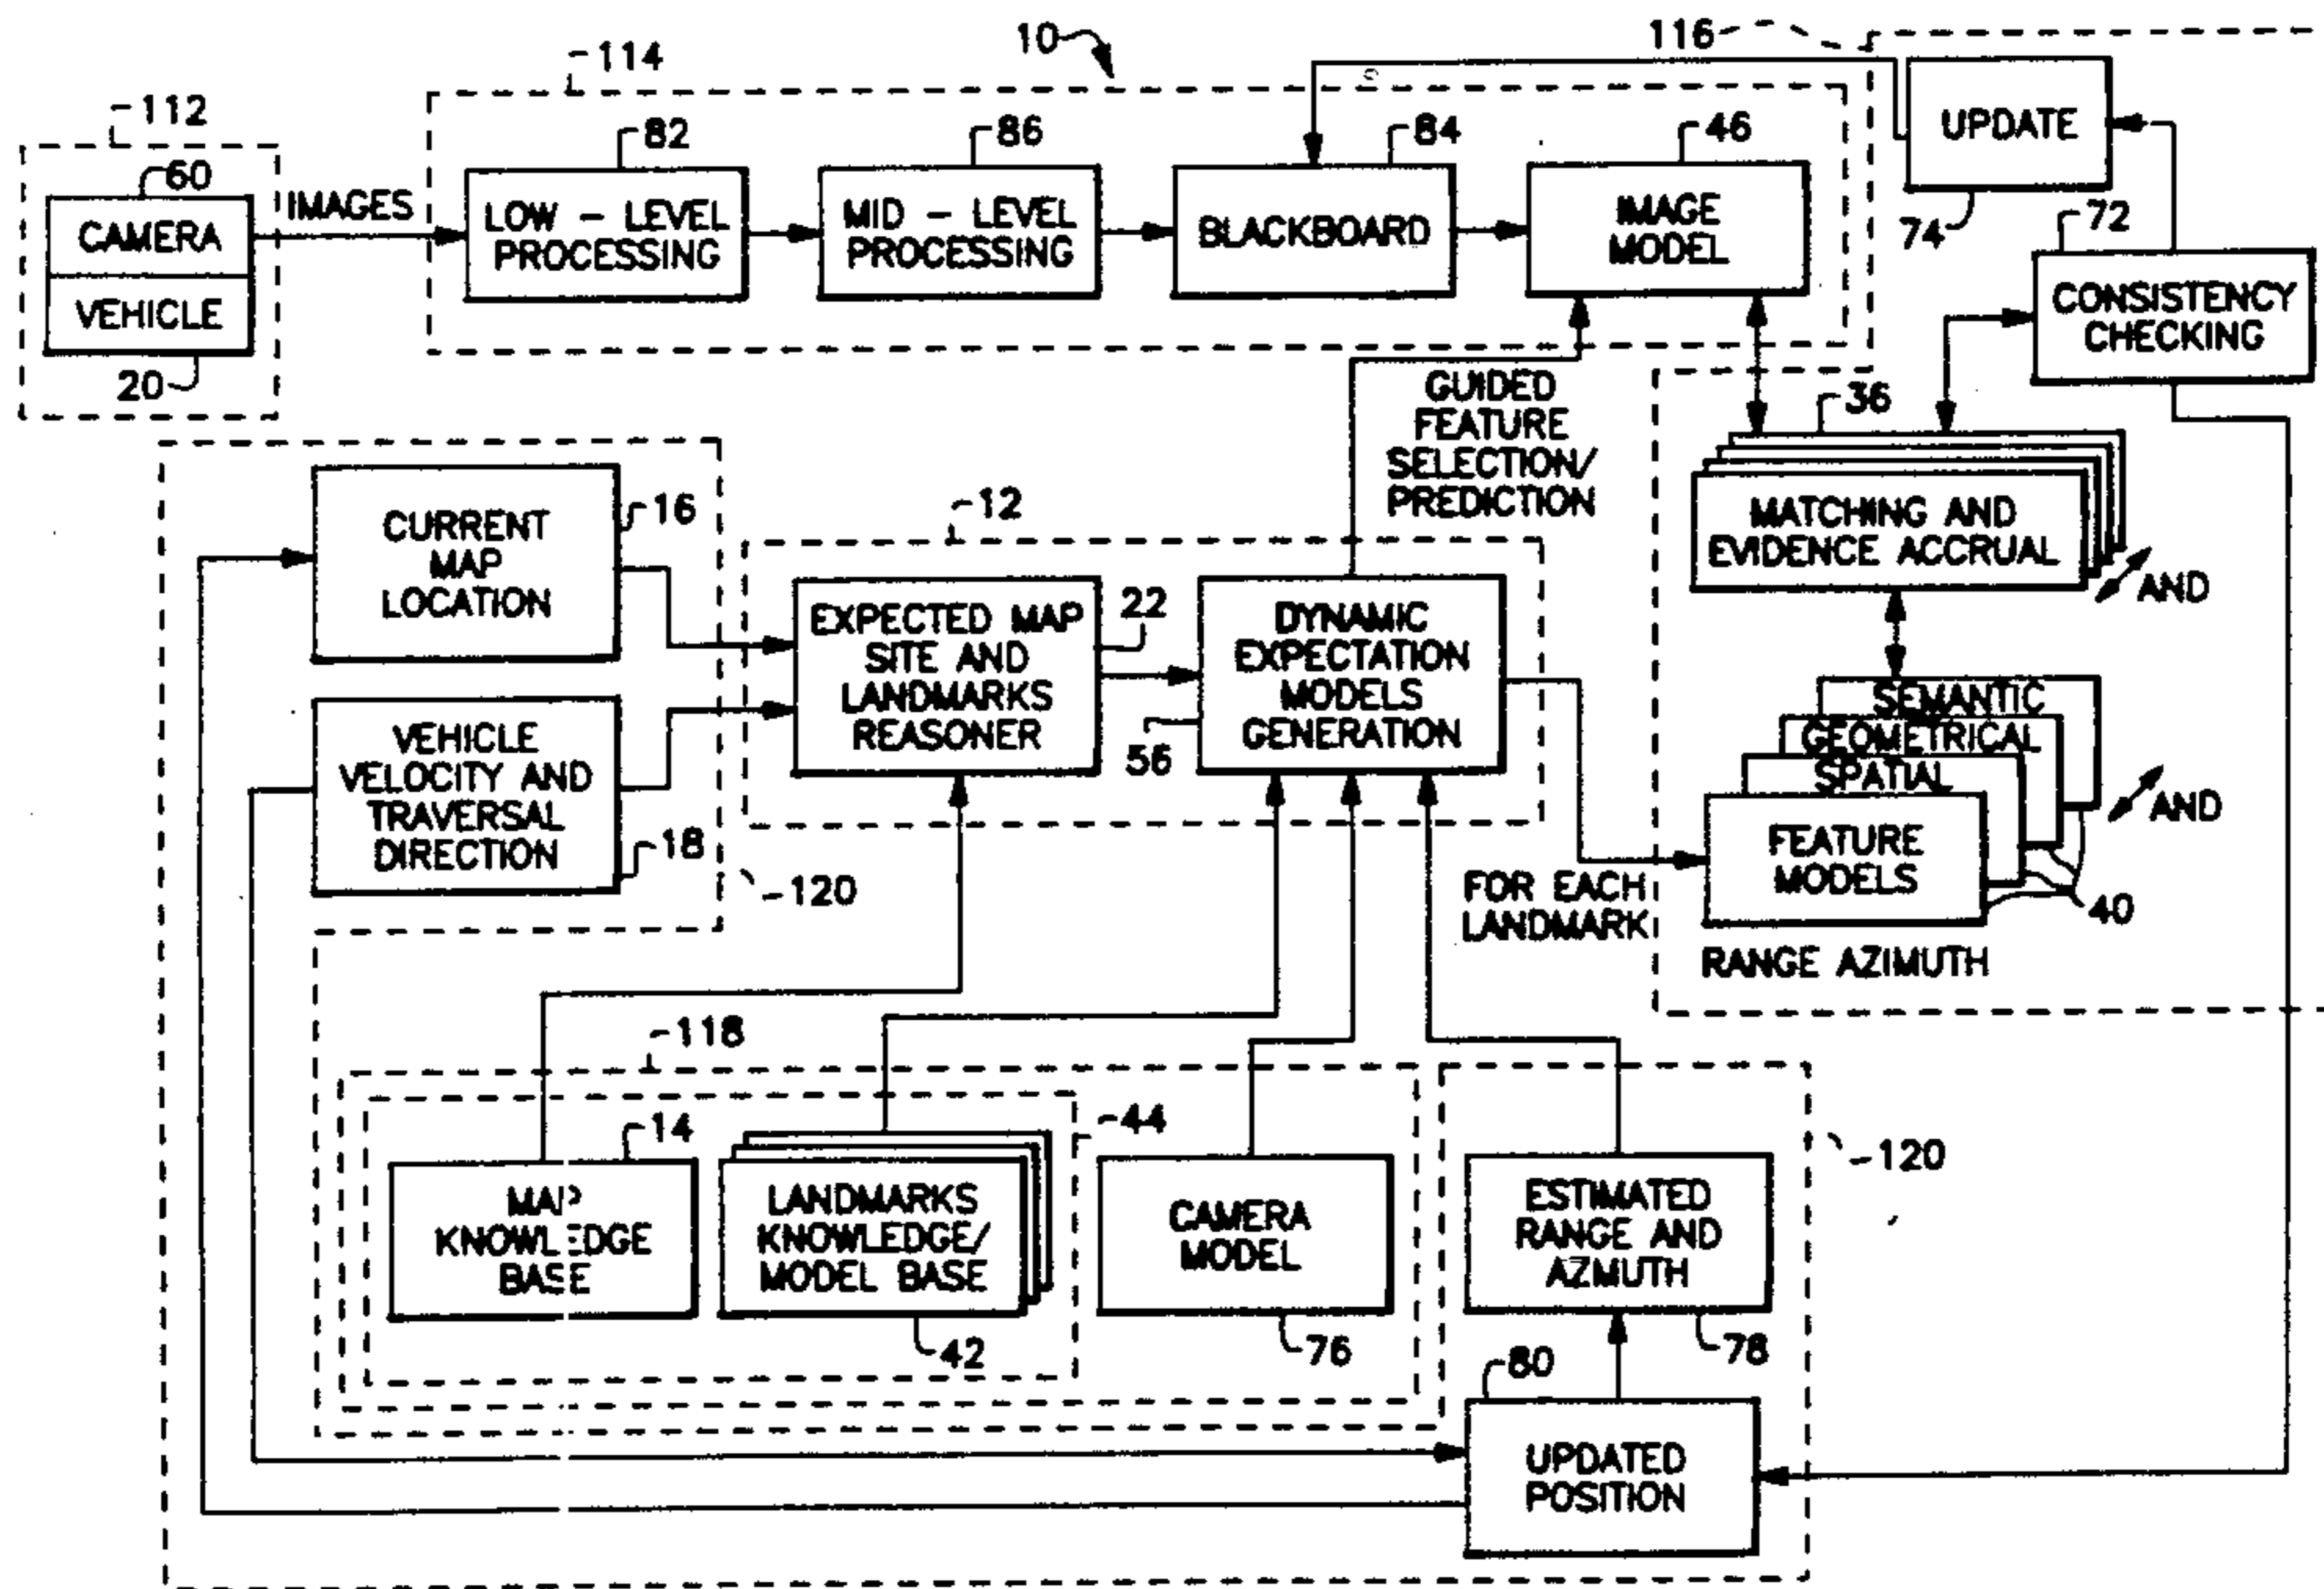 10
116
114
112
82
86
84
46
UPDATE
74
60
CAMERA
VEHICLE
20
IMAGES
LOW - LEVEL
PROCESSING
MID - LEVEL
PROCESSING
BLACKBOARD
IMAGE
MODEL
72
CONSISTENCY
CHECKING
GUIDED
FEATURE
SELECTION/
PREDICTION
36
MATCHING AND
EVIDENCE ACCRUAL
AND
CURRENT
MAP
LOCATION
16
12
VEHICLE
VELOCITY AND
TRAVERSAL
DIRECTION
18
120
EXPECTED MAP
SITE AND
LANDMARKS
REASONER
22
DYNAMIC
EXPECTATION
MODELS
GENERATION
56
SEMANTIC
GEOMETRICAL
SPATIAL
FEATURE
MODELS
AND
40
FOR EACH
LANDMARK
RANGE AZIMUTH
118
44
14
MAP
KNOWLEDGE
BASE
LANDMARKS
KNOWLEDGE/
MODEL BASE
42
CAMERA
MODEL
76
ESTIMATED
RANGE AND
AZMUTH
78
120
80
UPDATED
POSITION